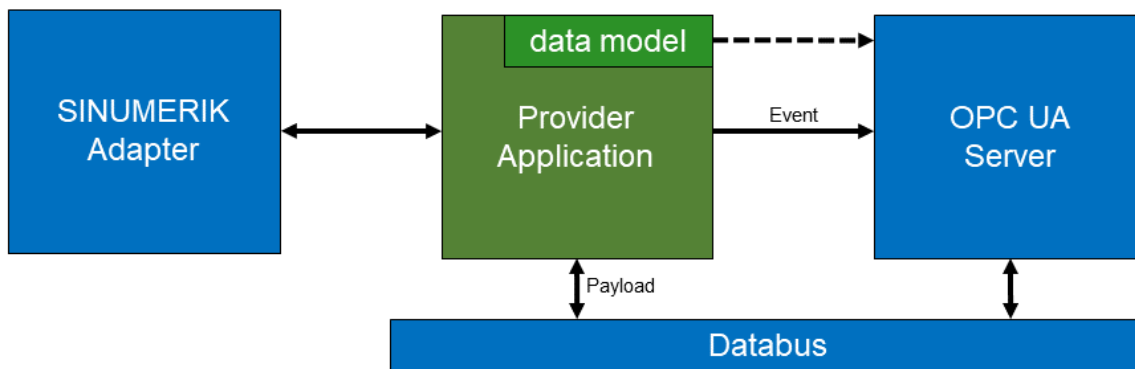 data model
SINUMERIK
Adapter
Provider
Application
Event
OPC UA
Server
Payload
Databus